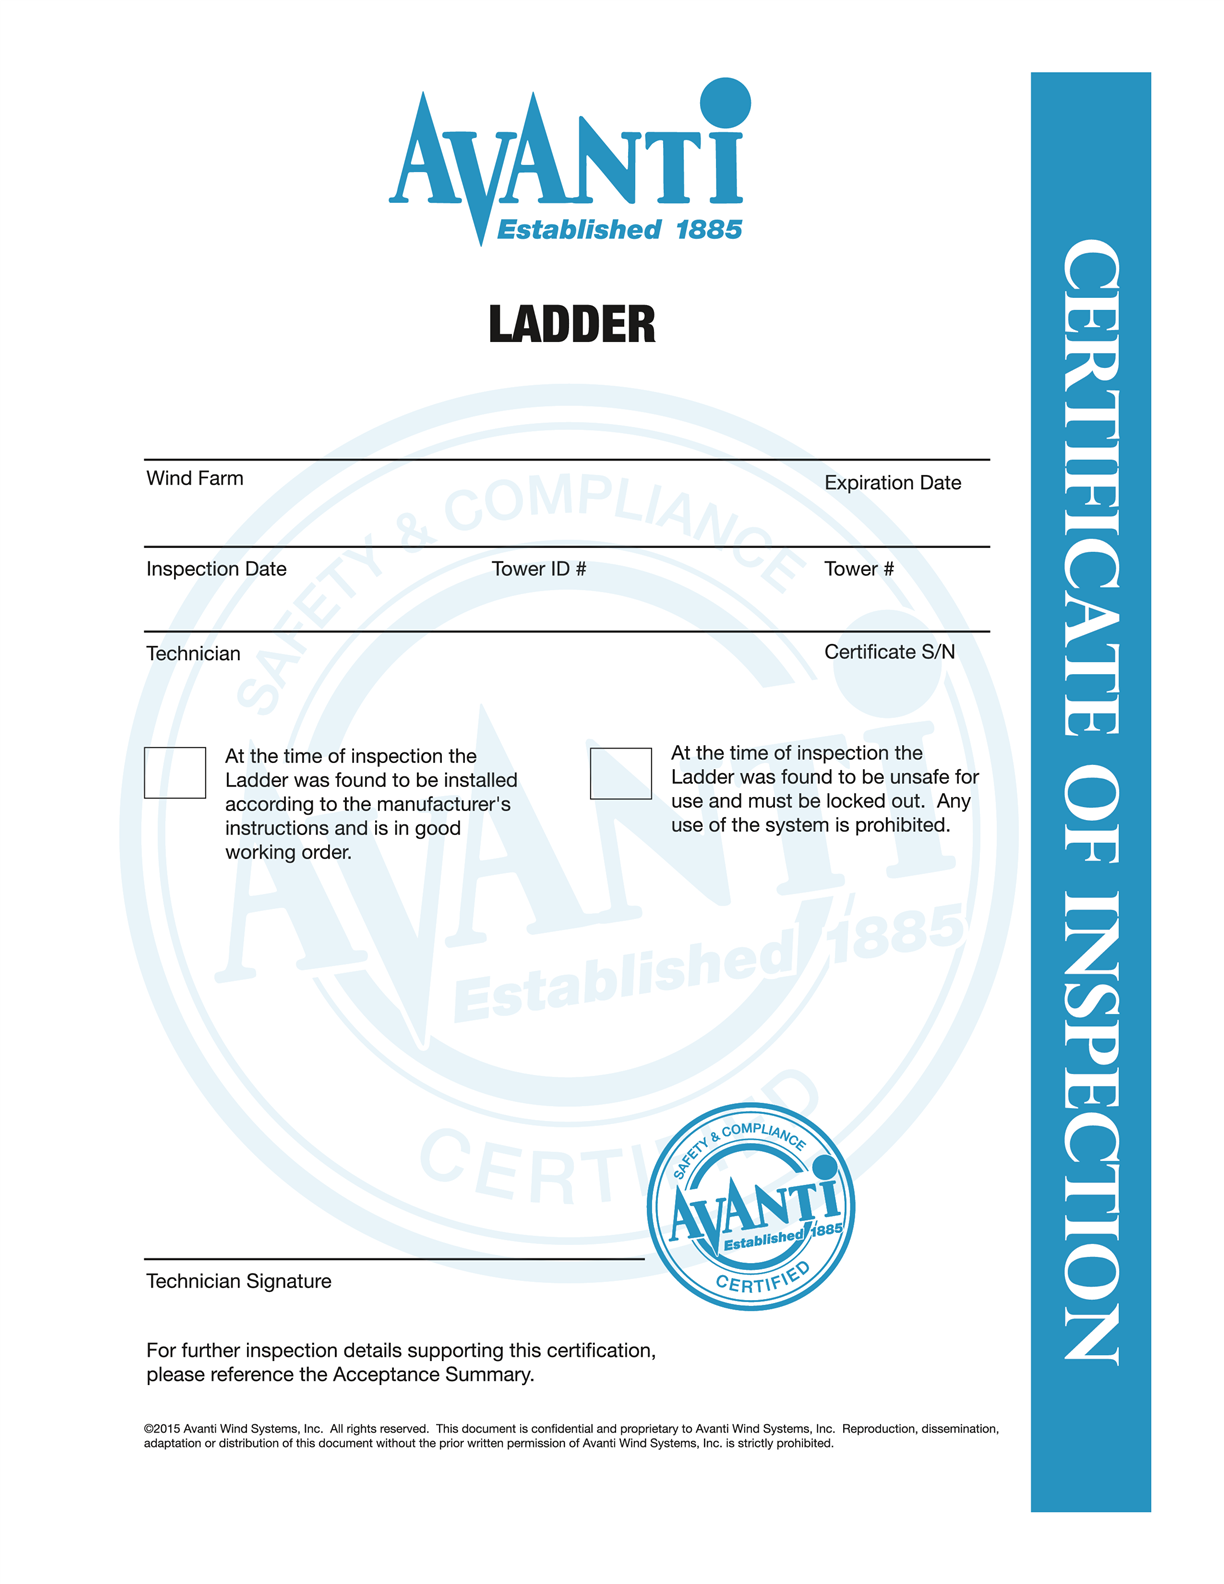 AVANTi
Established 1885
LADDER
CERTIFICATE OF INSPECTION
Wind Farm Expiration Date
Inspection Date Tower ID # Tower #
Technician Certificate S/N
At the time of inspection the
Ladder was found to be installed
according to the manufacturer's
instructions and is in good
working order.
At the time of inspection the
Ladder was found to be unsafe for
use and must be locked out.  Any
use of the system is prohibited.
SAFETY & COMPLIANCE
AVANTi
Established 1885
CERTIFIED
SAFETY & COMPLIANCE
AVANTi
Established 1885
CERTIFIED
Technician Signature
For further inspection details supporting this certification,
please reference the Acceptance Summary.
©2015 Avanti Wind Systems, Inc.  All rights reserved.  This document is confidential and proprietary to Avanti Wind Systems, Inc.  Reproduction, dissemination,
adaptation or distribution of this document without the prior written permission of Avanti Wind Systems, Inc. is strictly prohibited.